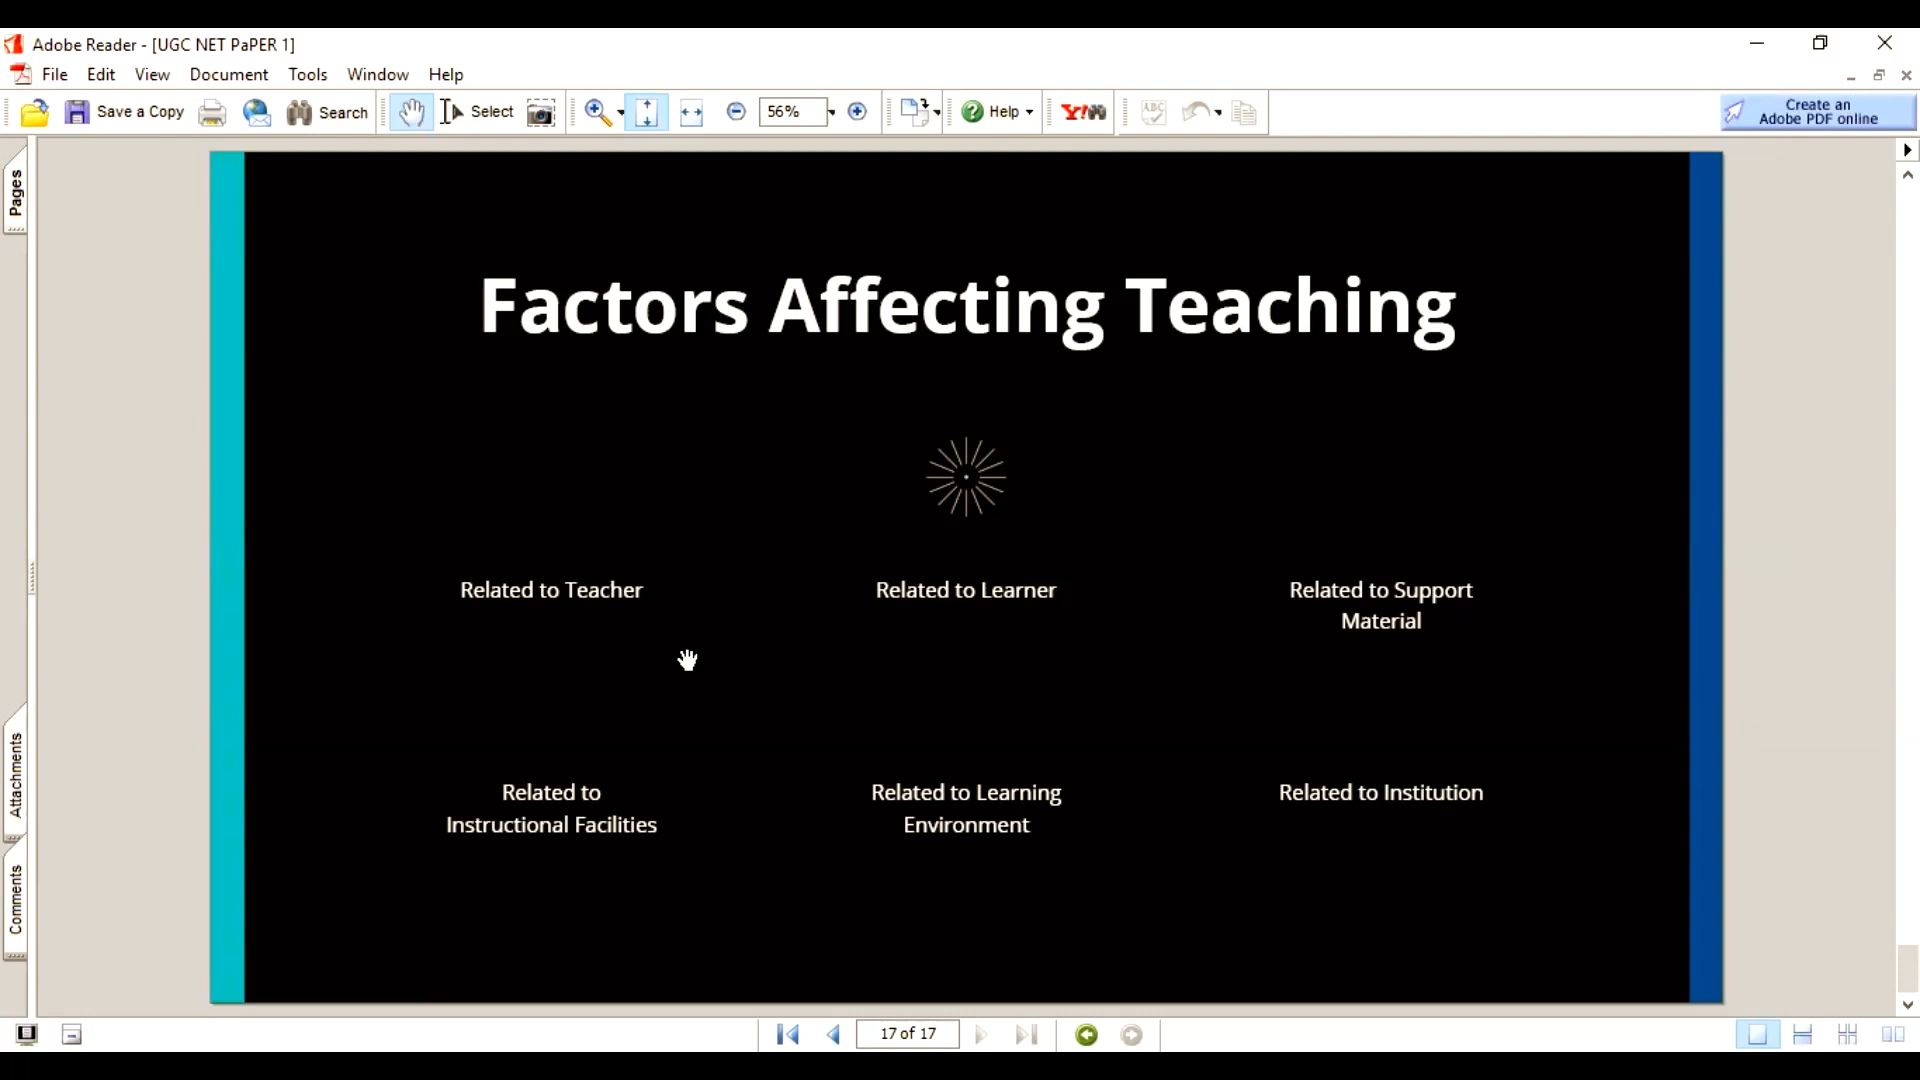 Adobe Reader - [UGC NET PaPER 1]
File Edit View Document Tools Window Help
Save a Copy Search Select 56% Help Y! ABC Create an
Adobe PDF online
Pages
Factors Affecting Teaching
Related to Teacher
Related to Learner
Related to Support
Material
Related to
Instructional Facilities
Related to Learning
Environment
Related to Institution
Attachments
Comments
17 of 17